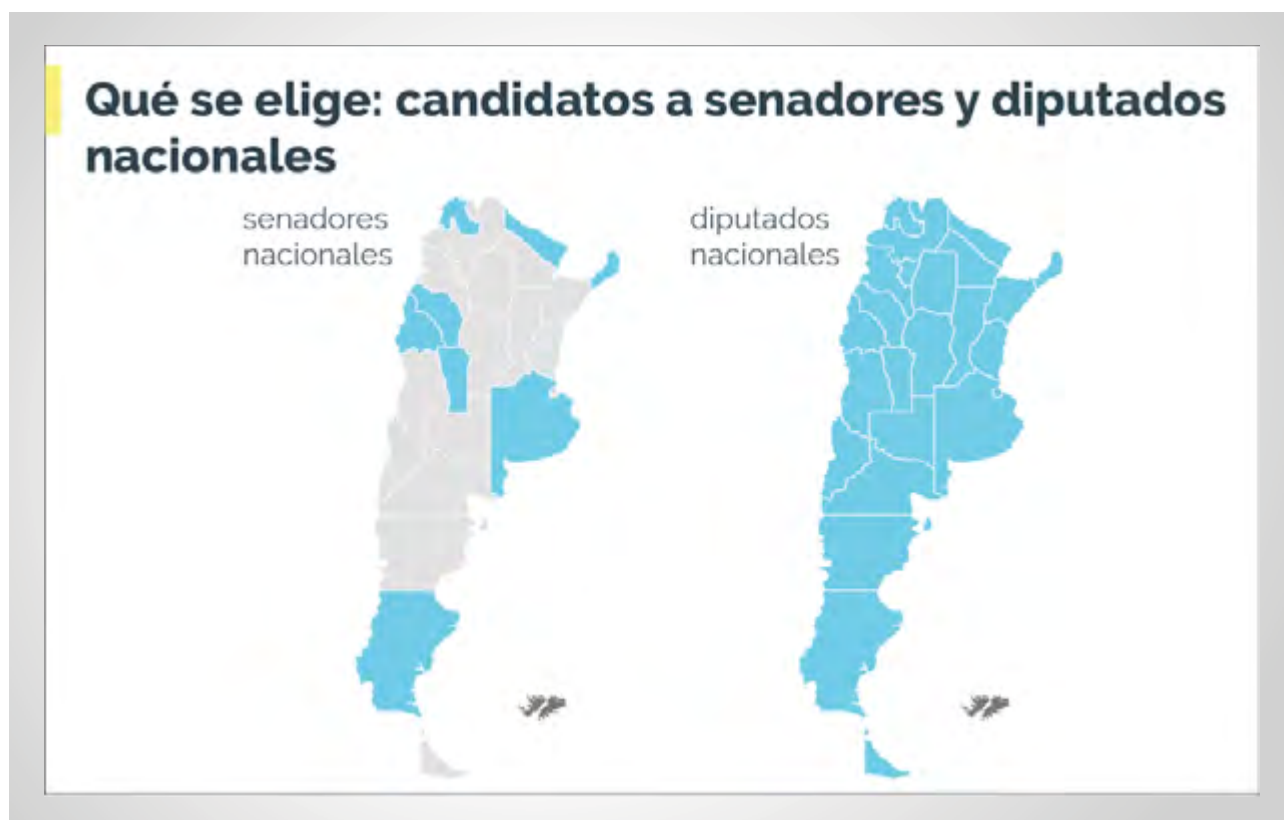 Qué se elige: candidatos a senadores y diputados
nacionales
senadores
nacionales
diputados
nacionales